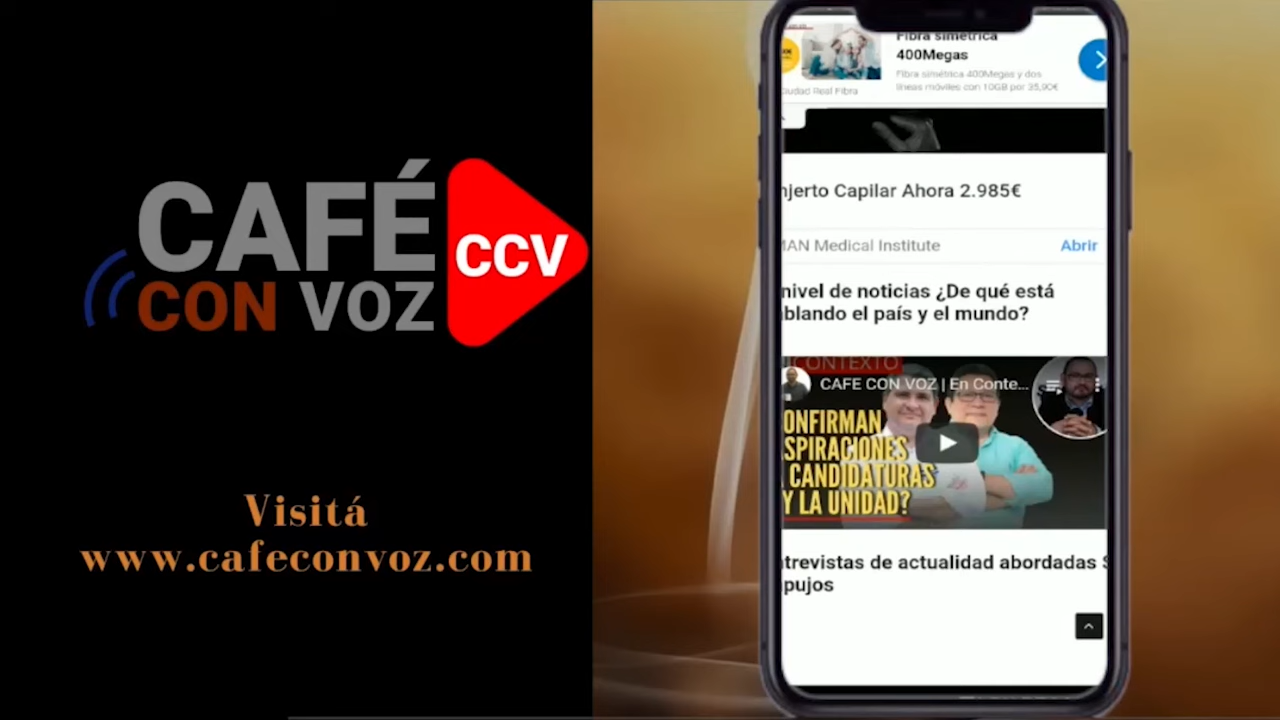 CAFÉ
CON VOZ
CCV
Visitá
www.cafeconvoz.com
Fibra simétrica
400Megas
Fibra simétrica 400Megas y dos
líneas móviles con 10GB por 35,90€
udad Real Fibra
njerto Capilar Ahora 2.985€
MAN Medical Institute
Abrir
nivel de noticias ¿De qué está
blando el país y el mundo?
CONTEXTO
CAFE CON VOZ | En Conte...
ONFIRMAN
SPIRACIONES
CANDIDATURAS
Y LA UNIDAD?
trevistas de actualidad abordadas S
pujos